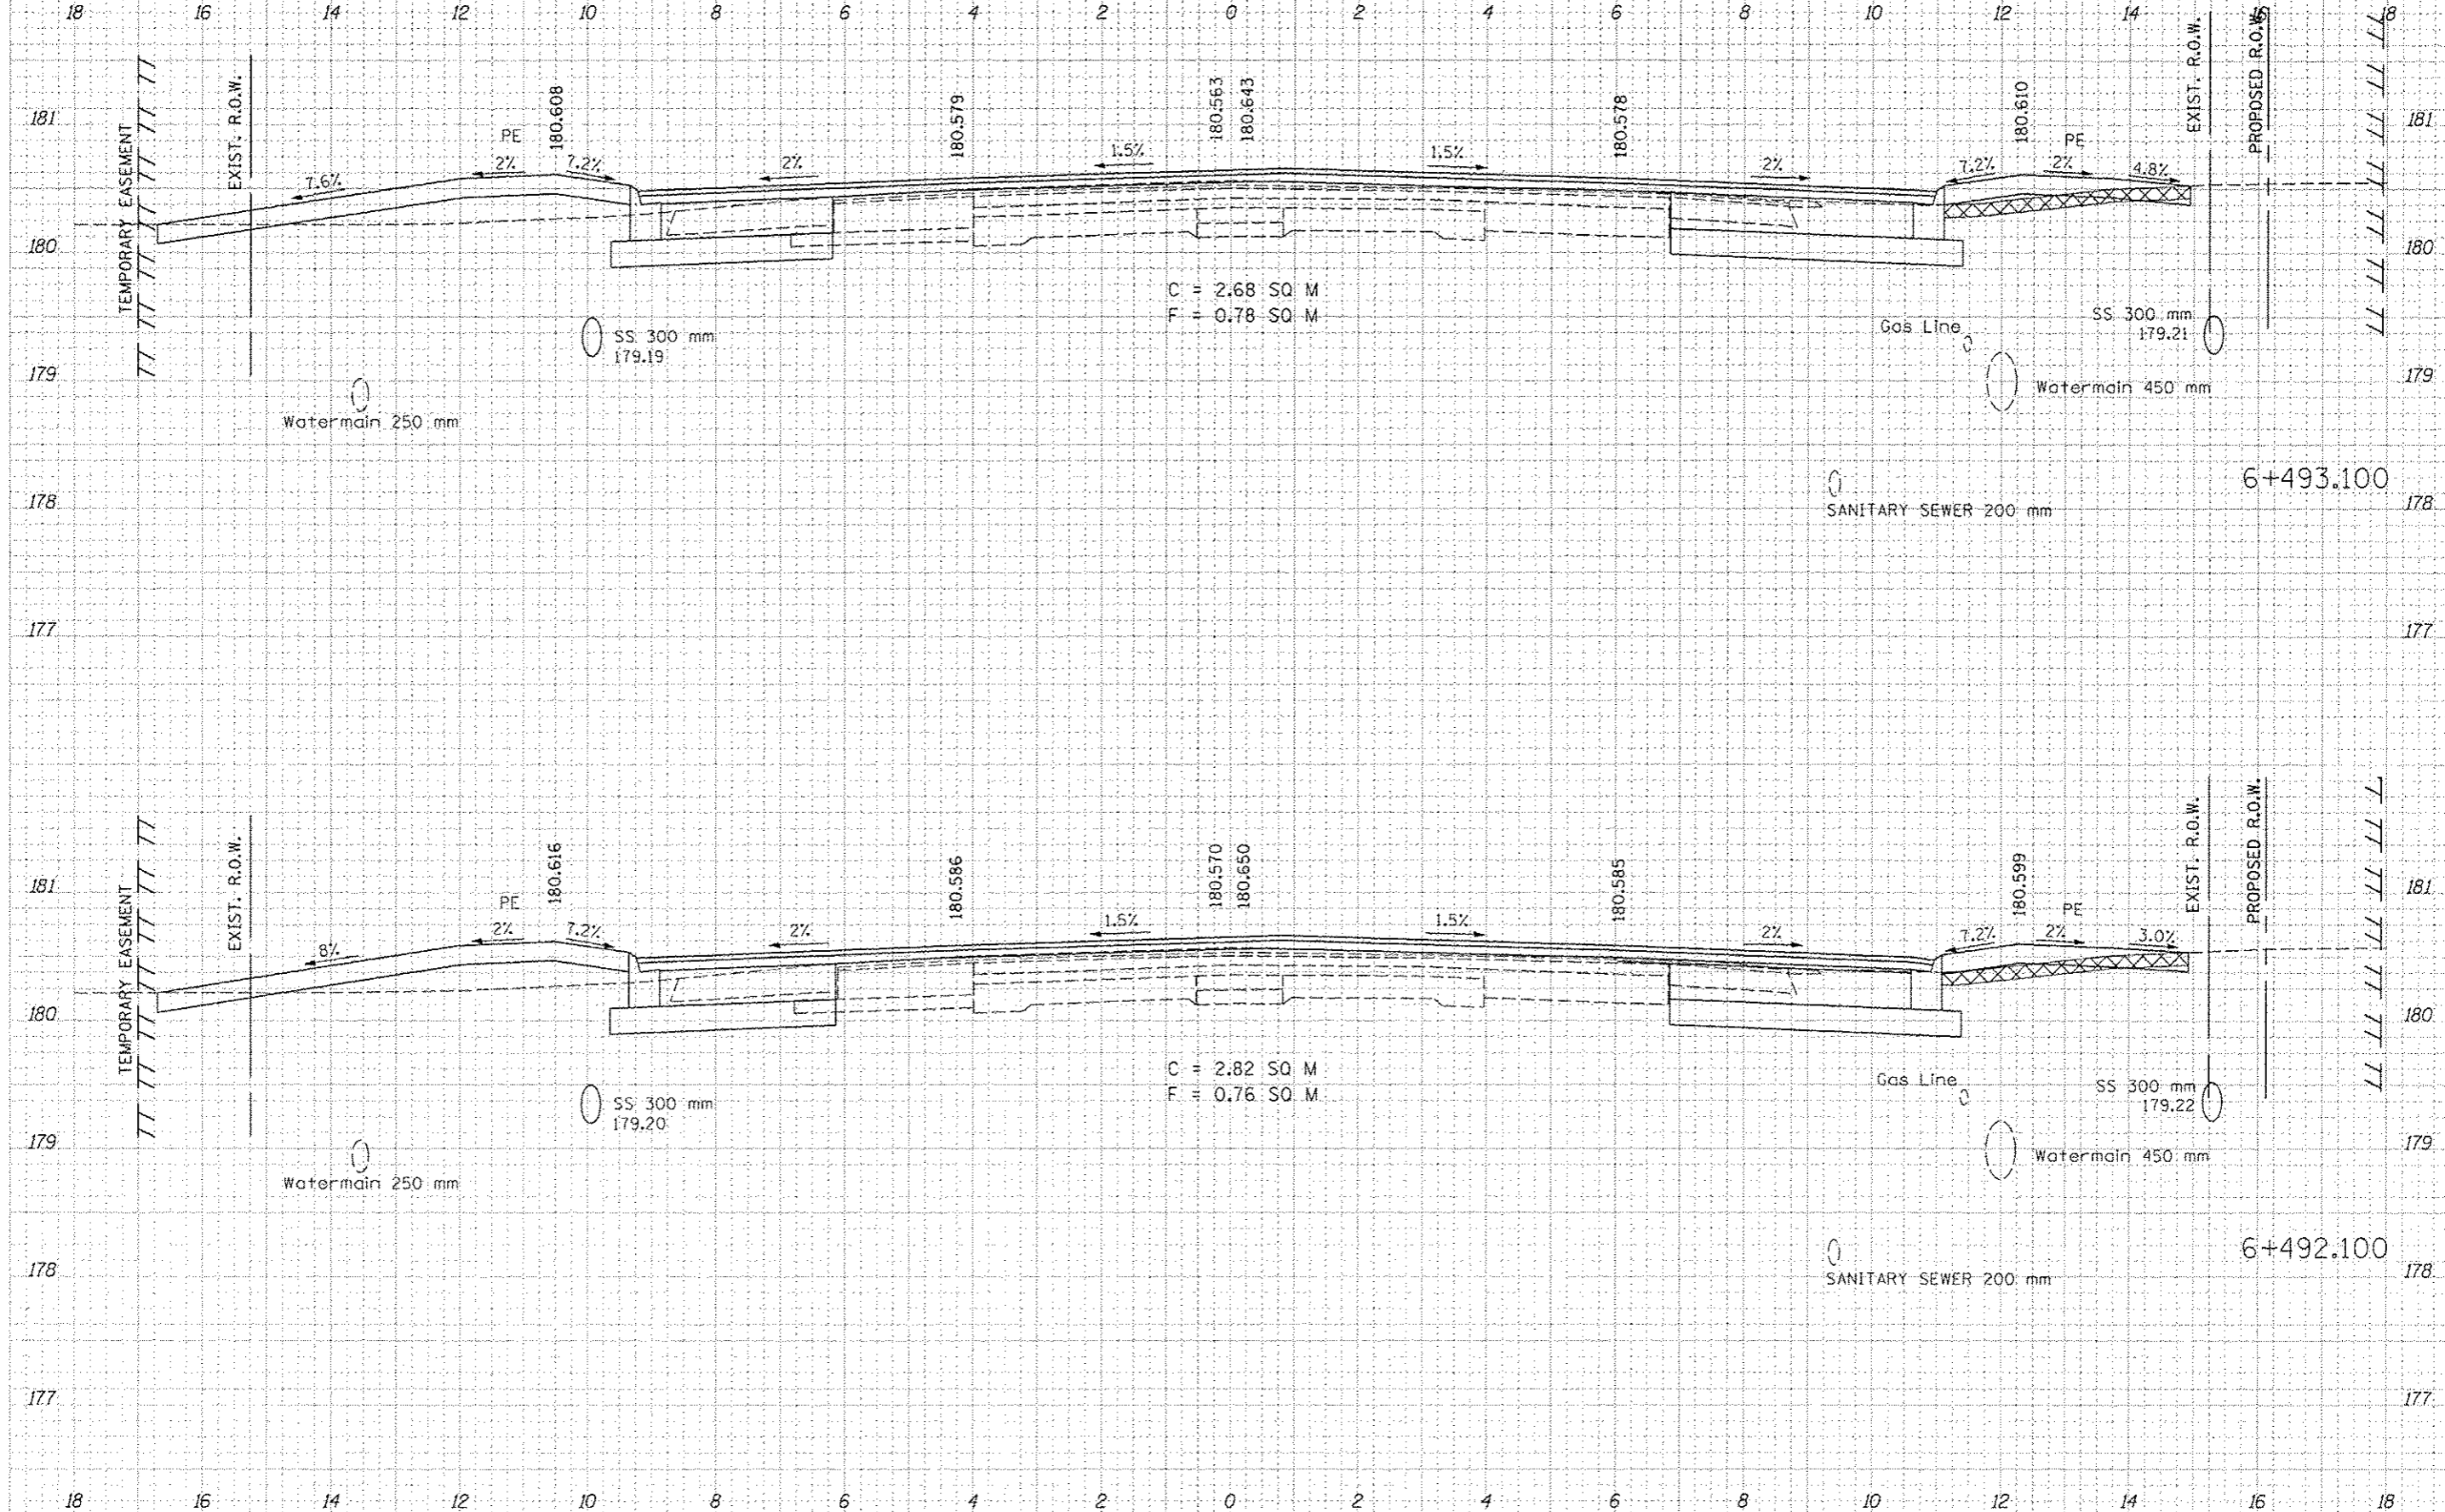 18 16 14 12 10 8 6 4 2 0 2 4 6 8 10 12 14 16 18
TEMPORARY EASEMENT
EXIST. R.O.W.
PE
180.608
180.579
180.563
180.643
180.578
180.610
PE
EXIST. R.O.W.
PROPOSED R.O.W.
181 181
7.6% 2% 7.2% 2% 1.5% 1.5% 2% 7.2% 2% 4.8%
180 180
C = 2.68 SQ M
F = 0.78 SQ M
SS 300 mm
179.19
Gas Line
SS 300 mm
179.21
179 179
Watermain 250 mm
Watermain 450 mm
6+493.100
178 178
SANITARY SEWER 200 mm
177 177
TEMPORARY EASEMENT
EXIST. R.O.W.
PE
180.616
180.586
180.570
180.650
180.585
180.599
PE
EXIST. R.O.W.
PROPOSED R.O.W.
181 181
8% 2% 7.2% 2% 1.5% 1.5% 2% 7.2% 2% 3.0%
180 180
C = 2.82 SQ M
F = 0.76 SQ M
SS 300 mm
179.20
Gas Line
SS 300 mm
179.22
179 179
Watermain 250 mm
Watermain 450 mm
6+492.100
178 178
SANITARY SEWER 200 mm
177 177
18 16 14 12 10 8 6 4 2 0 2 4 6 8 10 12 14 16 18